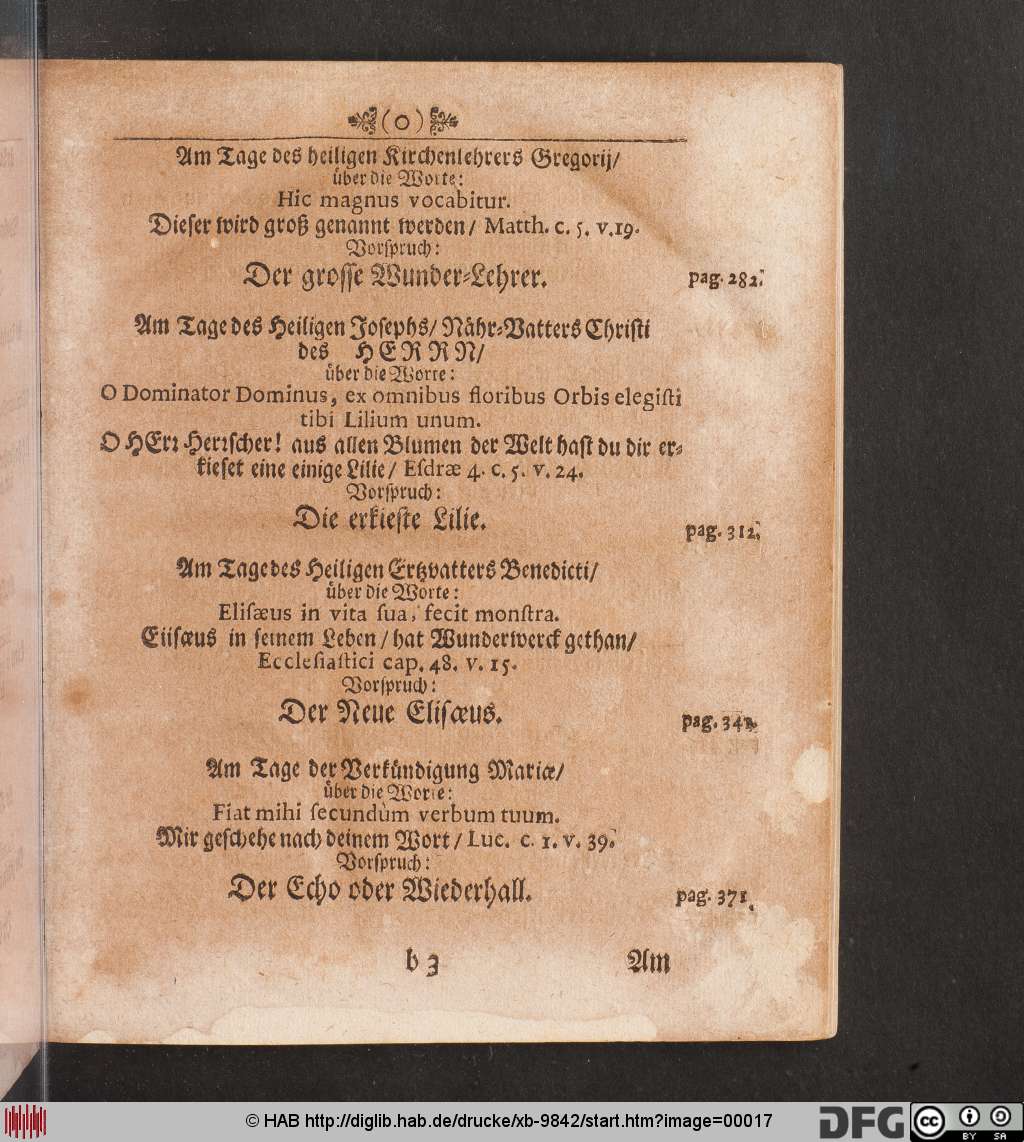 (o)
Am Tage des heiligen Kirchenlehrers Gregorij/
über die Worte:
Hic magnus vocabitur.
Dieser wird groß genannt werden/ Matth. c. 5. v. 19.
Vorspruch:
Der grosse Wunder-Lehrer. pag. 282.
Am Tage des Heiligen Josephs/ Nähr-Vatters Christi
des HERRN/
über die Worte:
O Dominator Dominus, ex omnibus floribus Orbis elegiſti
tibi Lilium unum.
O HErr Herrscher! aus allen Blumen der Welt hast du dir er-
kieset eine einige Lilie/ Eſdræ 4. c. 5. v. 24.
Vorspruch:
Die erkieste Lilie. pag. 312.
Am Tage des Heiligen Ertzvatters Benedicti/
über die Worte:
Eliſæus in vita ſua, fecit monſtra.
Eiisæus in seinem Leben/ hat Wunderwerck gethan/
Eccleſiaſtici cap. 48. v. 15.
Vorspruch:
Der Neue Elisæus. pag. 342.
Am Tage der Verkündigung Mariæ/
über die Worte:
Fiat mihi ſecundùm verbum tuum.
Mir geschehe nach deinem Wort/ Luc. c. 1. v. 39.
Vorspruch:
Der Echo oder Wiederhall. pag. 371.
b 3 Am
© HAB http://diglib.hab.de/drucke/xb-9842/start.htm?image=00017
DFG
cc BY SA